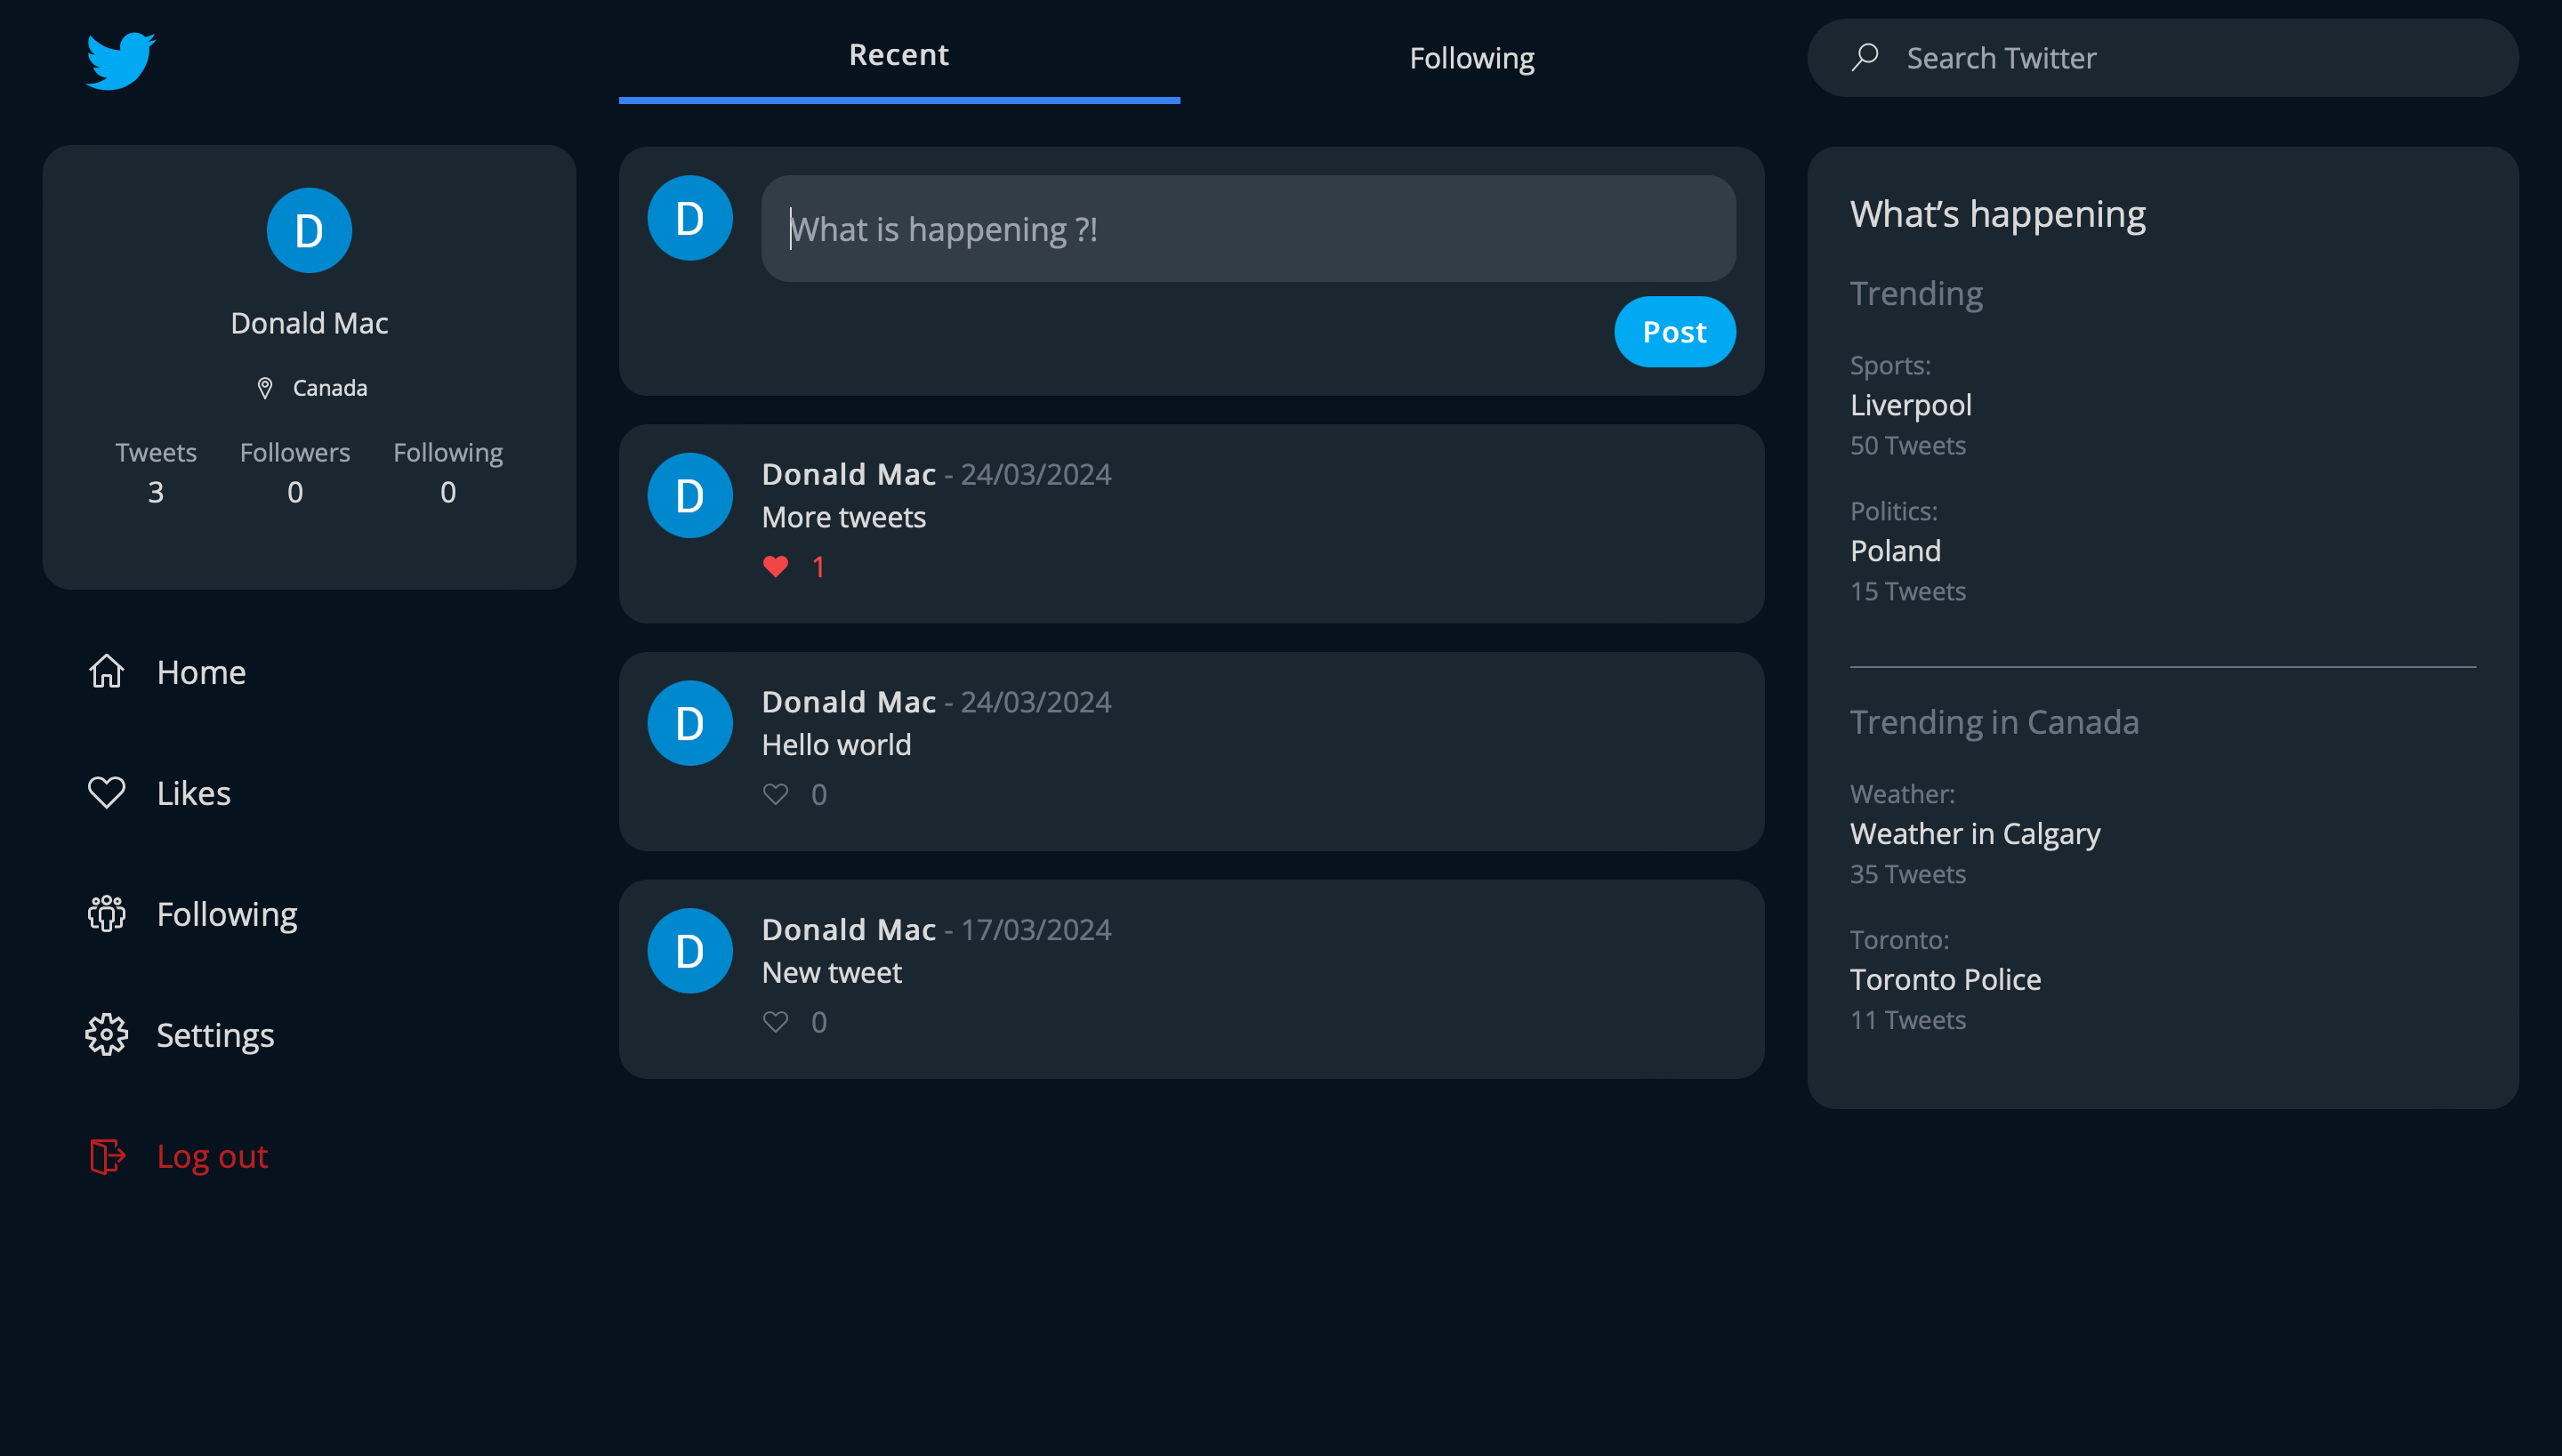 Recent
Following
Search Twitter
D
Donald Mac
Canada
Tweets Followers Following
3 0 0
Home
Likes
Following
Settings
Log out
D
What is happening ?!
Post
D
Donald Mac - 24/03/2024
More tweets
1
D
Donald Mac - 24/03/2024
Hello world
0
D
Donald Mac - 17/03/2024
New tweet
0
What’s happening
Trending
Sports:
Liverpool
50 Tweets
Politics:
Poland
15 Tweets
Trending in Canada
Weather:
Weather in Calgary
35 Tweets
Toronto:
Toronto Police
11 Tweets